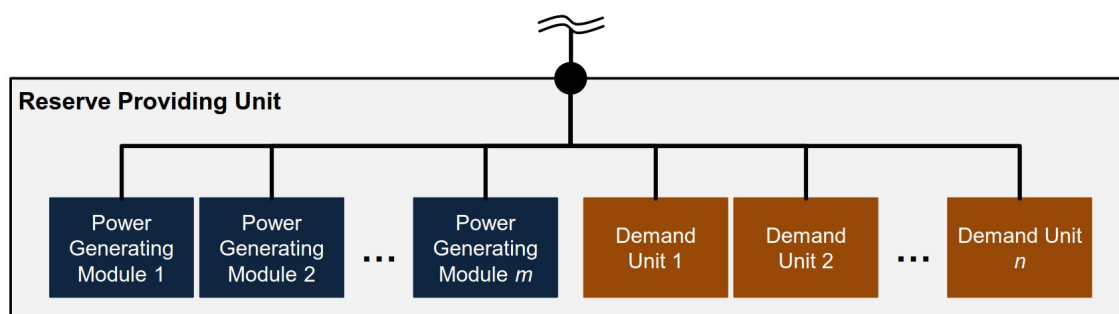 Reserve Providing Unit
Power
Generating
Module 1
Power
Generating
Module 2
...
Power
Generating
Module m
Demand
Unit 1
Demand
Unit 2
...
Demand Unit
n